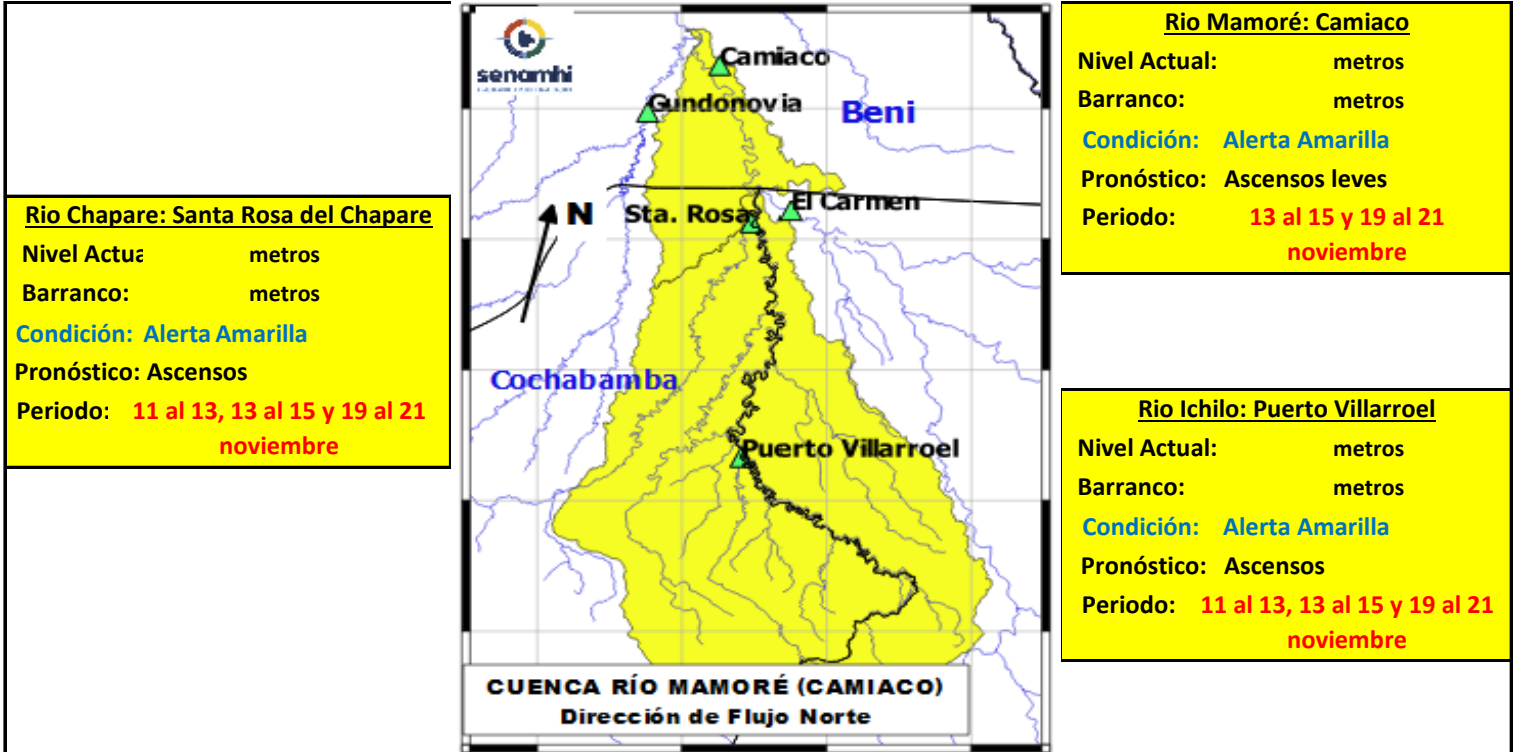 Rio Chapare: Santa Rosa del Chapare
Nivel Actua metros
Barranco: metros
Condición: Alerta Amarilla
Pronóstico: Ascensos
Periodo: 11 al 13, 13 al 15 y 19 al 21
noviembre
senamhi
Camiaco
Gundonovia
Beni
N
Sta. Rosa
El Carmen
Cochabamba
Puerto Villarroel
CUENCA RÍO MAMORÉ (CAMIACO)
Dirección de Flujo Norte
Rio Mamoré: Camiaco
Nivel Actual: metros
Barranco: metros
Condición: Alerta Amarilla
Pronóstico: Ascensos leves
Periodo: 13 al 15 y 19 al 21
noviembre
Rio Ichilo: Puerto Villarroel
Nivel Actual: metros
Barranco: metros
Condición: Alerta Amarilla
Pronóstico: Ascensos
Periodo: 11 al 13, 13 al 15 y 19 al 21
noviembre